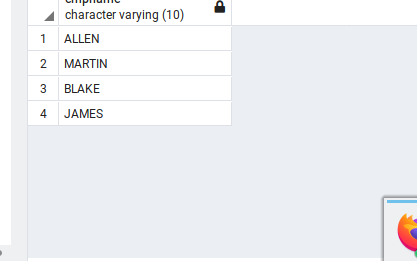 empname
character varying (10)
1 ALLEN
2 MARTIN
3 BLAKE
4 JAMES